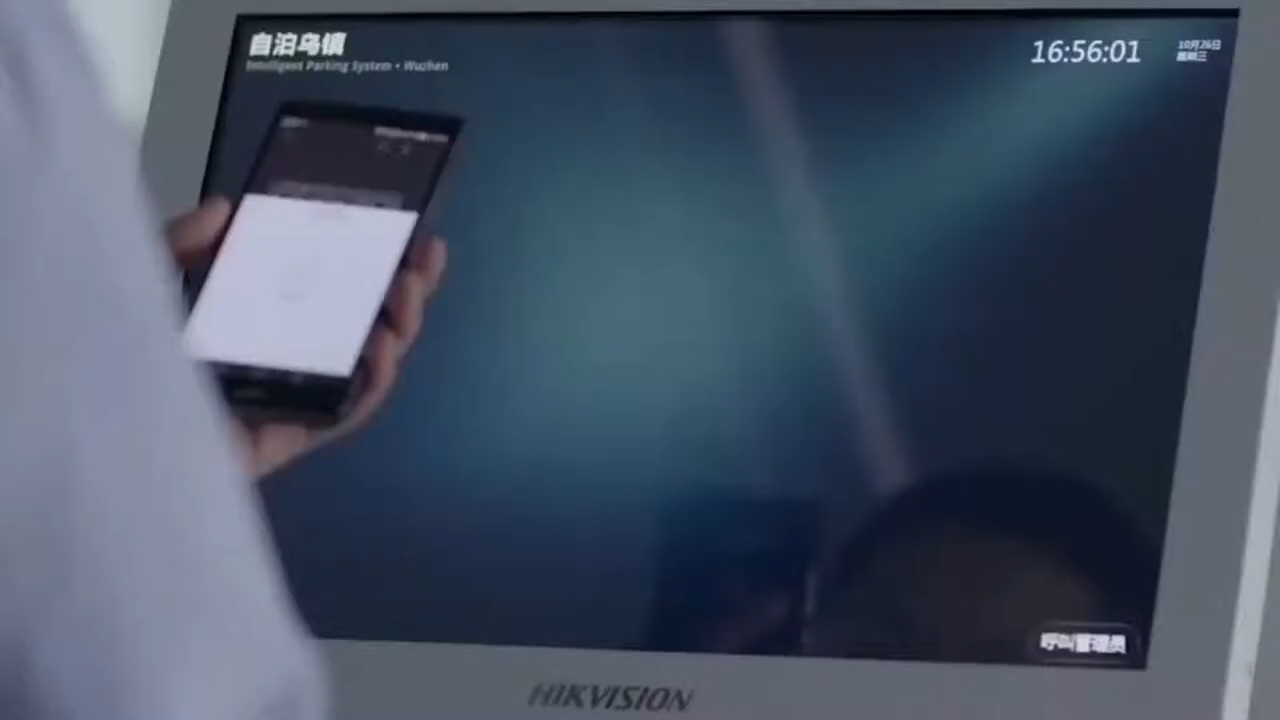 自泊乌镇
Intelligent Parking System • Wuzhen
16:56:01
10月26日
星期三
呼叫管理员
HIKVISION